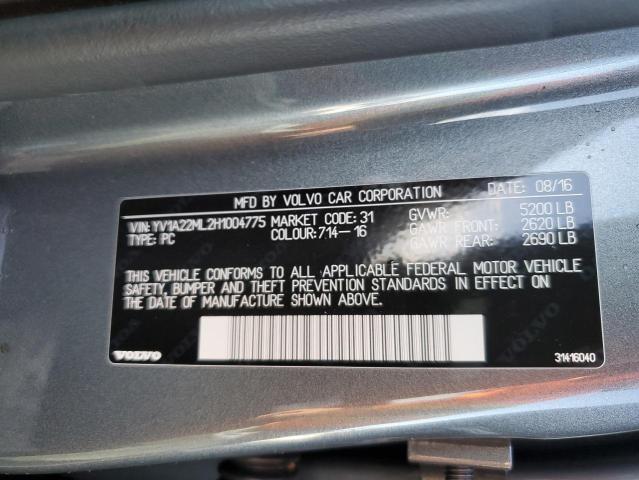 MFD BY VOLVO CAR CORPORATION DATE: 08/16
VIN: YV1A22ML2H1004775 MARKET CODE: 31 GVWR: 5200 LB
TYPE: PC COLOUR: 714-16 GAWR FRONT: 2620 LB
GAWR REAR: 2690 LB
THIS VEHICLE CONFORMS TO ALL APPLICABLE FEDERAL MOTOR VEHICLE
SAFETY, BUMPER AND THEFT PREVENTION STANDARDS IN EFFECT ON
THE DATE OF MANUFACTURE SHOWN ABOVE.
VOLVO 31416040